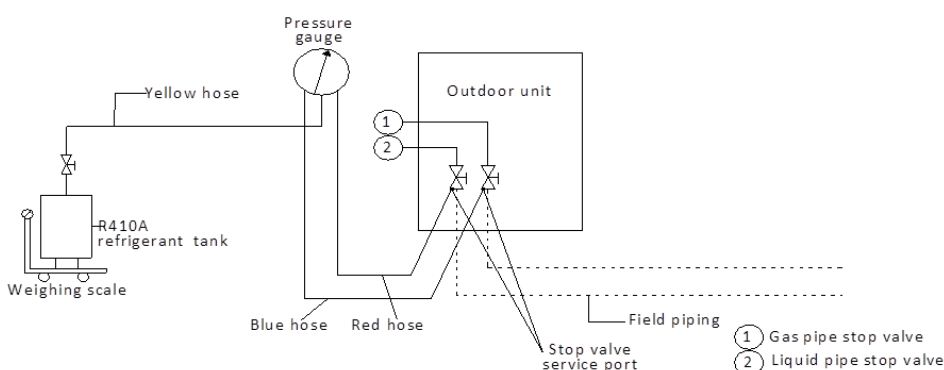 Pressure
gauge
Yellow hose
Outdoor unit
1
2
R410A
refrigerant tank
Weighing scale
Blue hose
Red hose
Field piping
Stop valve
service port
1 Gas pipe stop valve
2 Liquid pipe stop valve